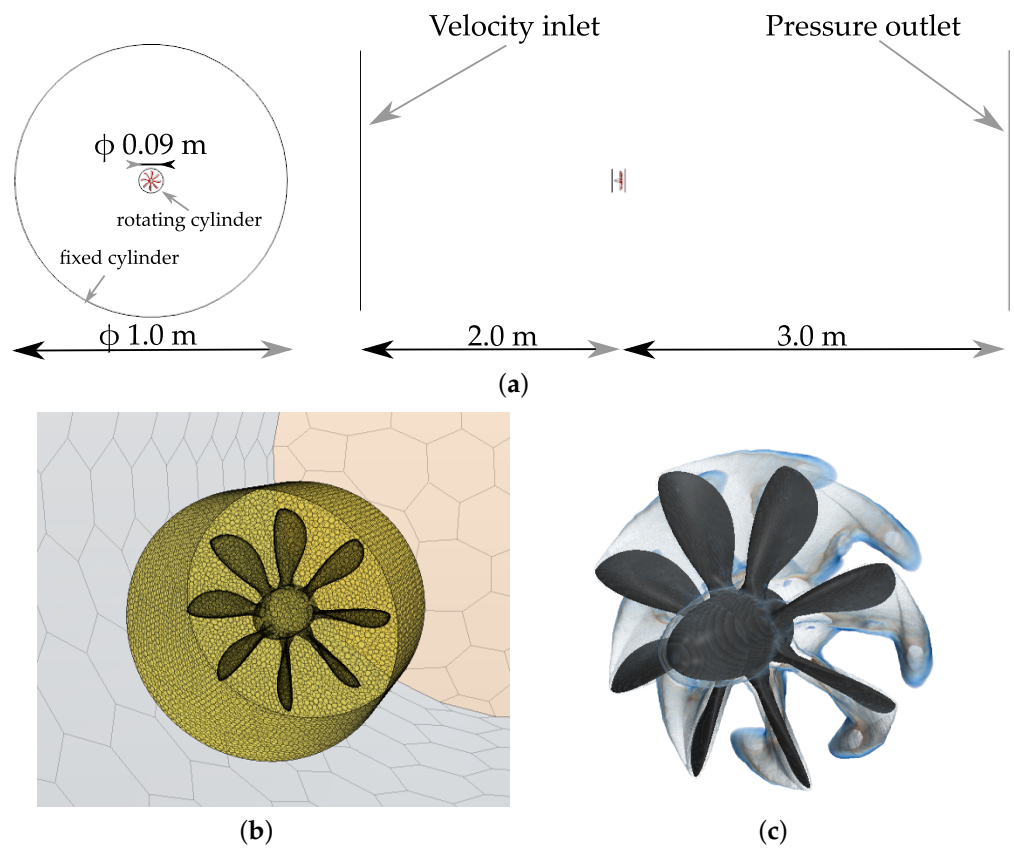 Velocity inlet
Pressure outlet
ϕ 0.09 m
rotating cylinder
fixed cylinder
ϕ 1.0 m
2.0 m
3.0 m
(a)
(b)
(c)